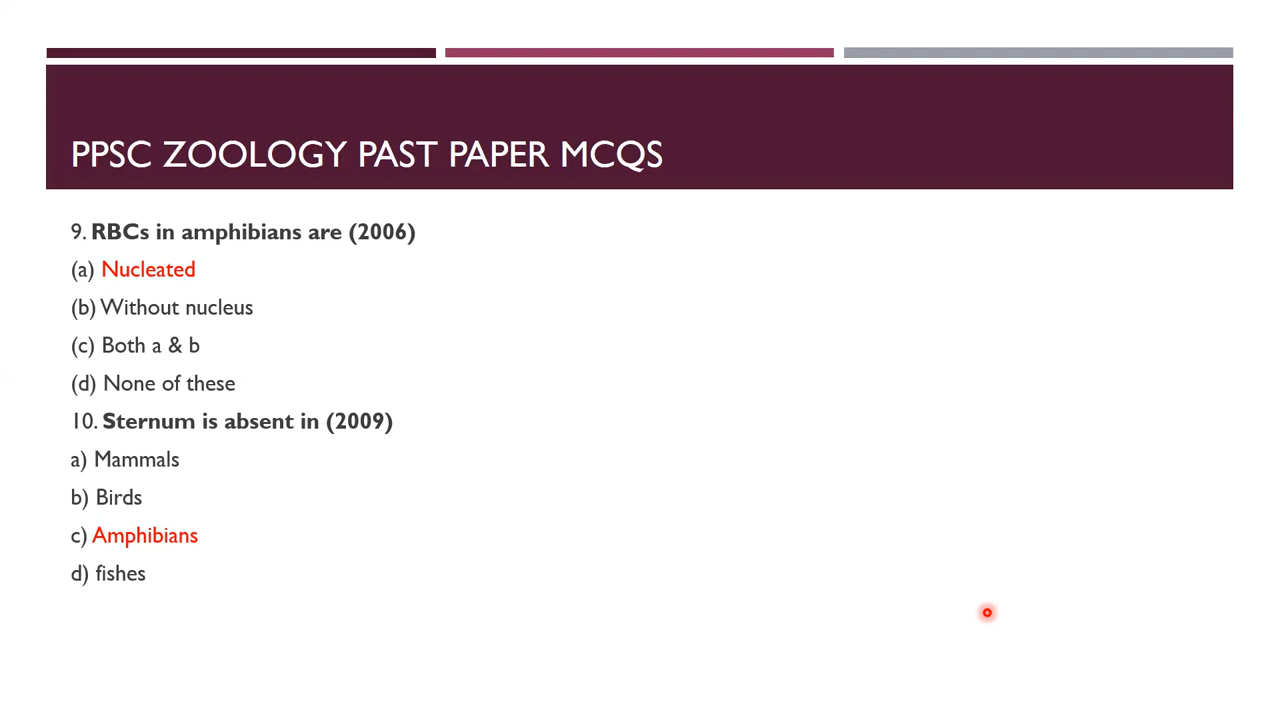 PPSC ZOOLOGY PAST PAPER MCQS
9. RBCs in amphibians are (2006)
(a) Nucleated
(b) Without nucleus
(c) Both a & b
(d) None of these
10. Sternum is absent in (2009)
a) Mammals
b) Birds
c) Amphibians
d) fishes